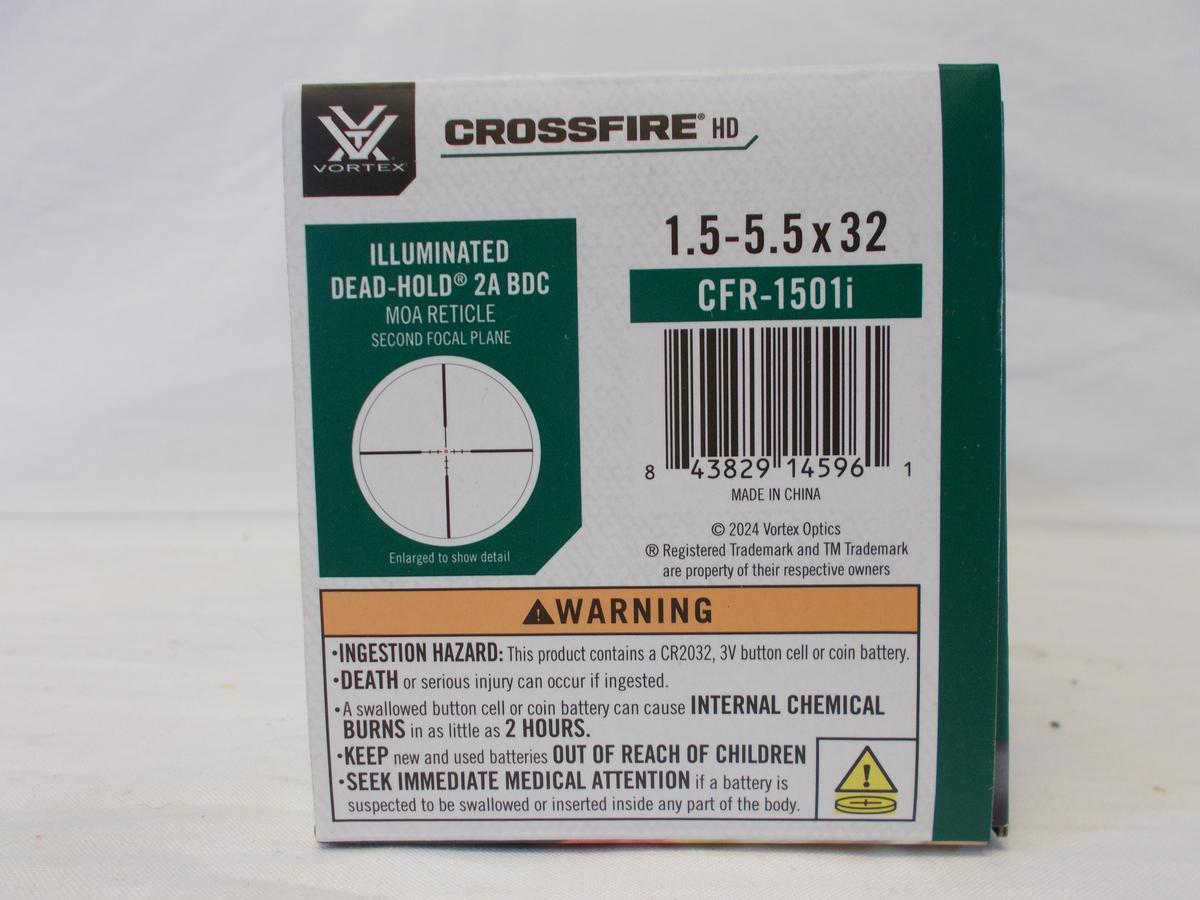 VORTEX®
CROSSFIRE® HD
ILLUMINATED
DEAD-HOLD® 2A BDC
MOA RETICLE
SECOND FOCAL PLANE
Enlarged to show detail
1.5-5.5x32
CFR-1501i
8 43829 14596 1
MADE IN CHINA
© 2024 Vortex Optics
® Registered Trademark and TM Trademark
are property of their respective owners
WARNING
•INGESTION HAZARD: This product contains a CR2032, 3V button cell or coin battery.
•DEATH or serious injury can occur if ingested.
•A swallowed button cell or coin battery can cause INTERNAL CHEMICAL
BURNS in as little as 2 HOURS.
•KEEP new and used batteries OUT OF REACH OF CHILDREN
•SEEK IMMEDIATE MEDICAL ATTENTION if a battery is
suspected to be swallowed or inserted inside any part of the body.